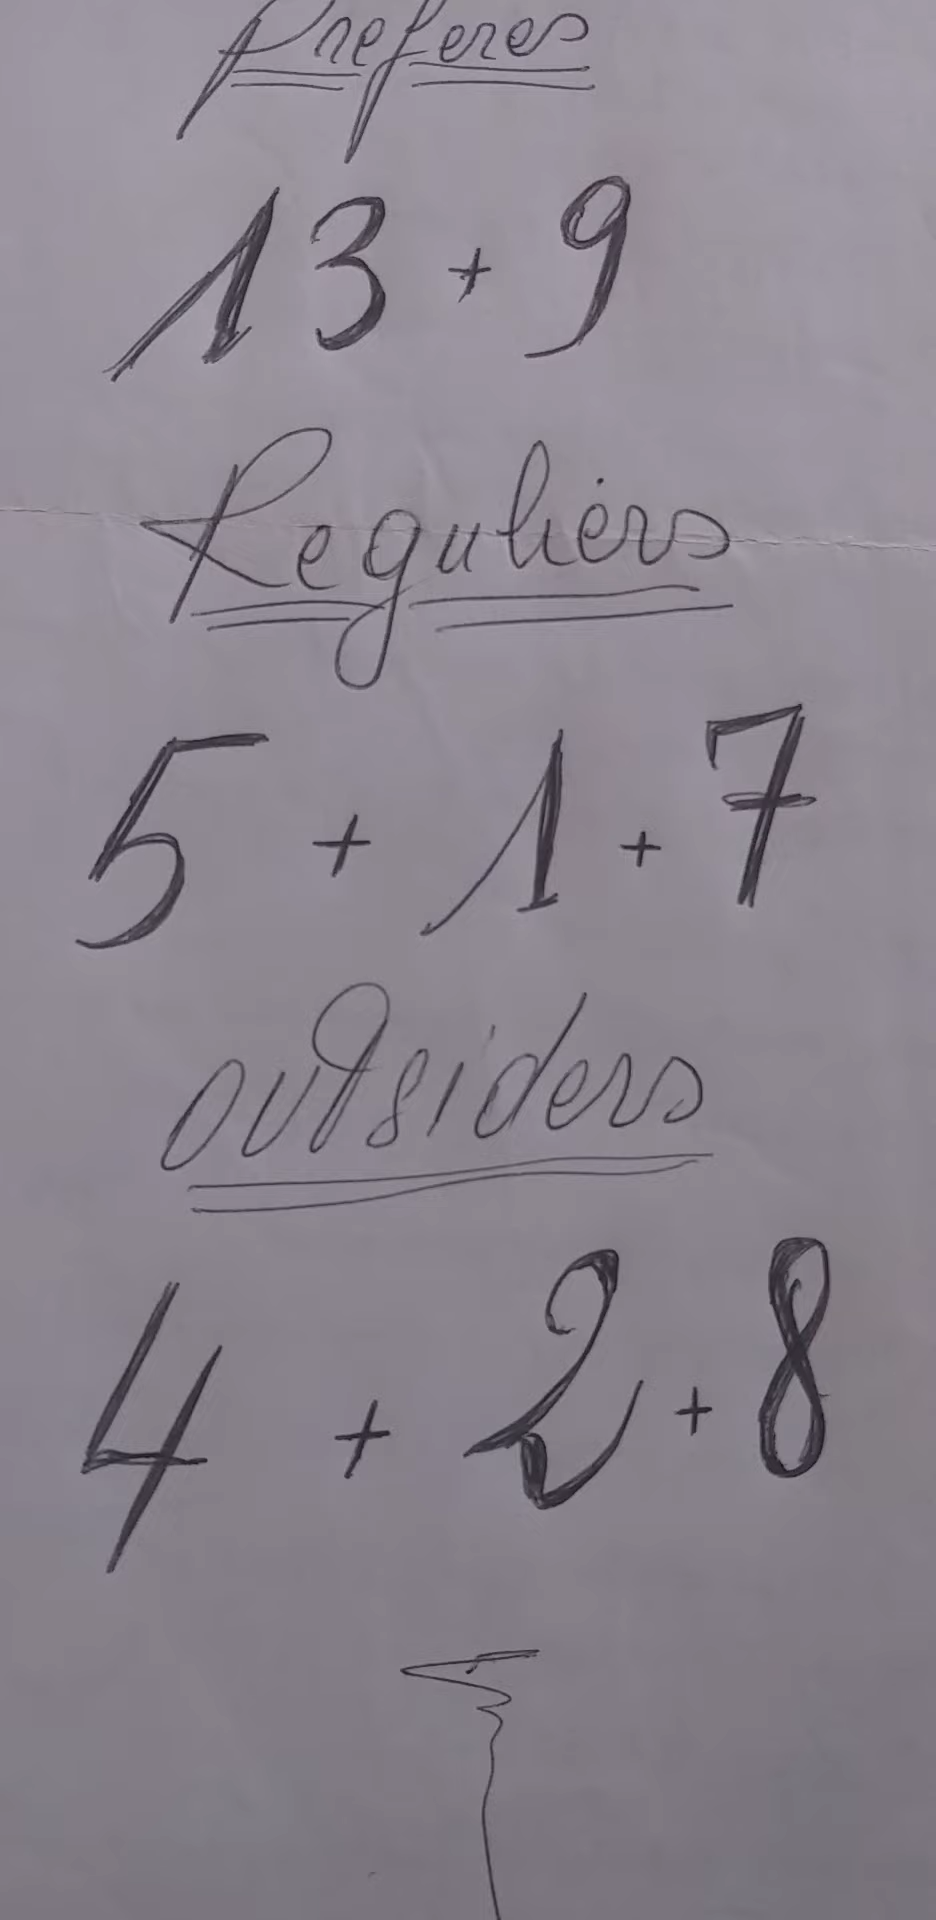 Preferes
13 + 9
Reguliers
5 + 1 + 7
outsiders
4 + 2 + 8